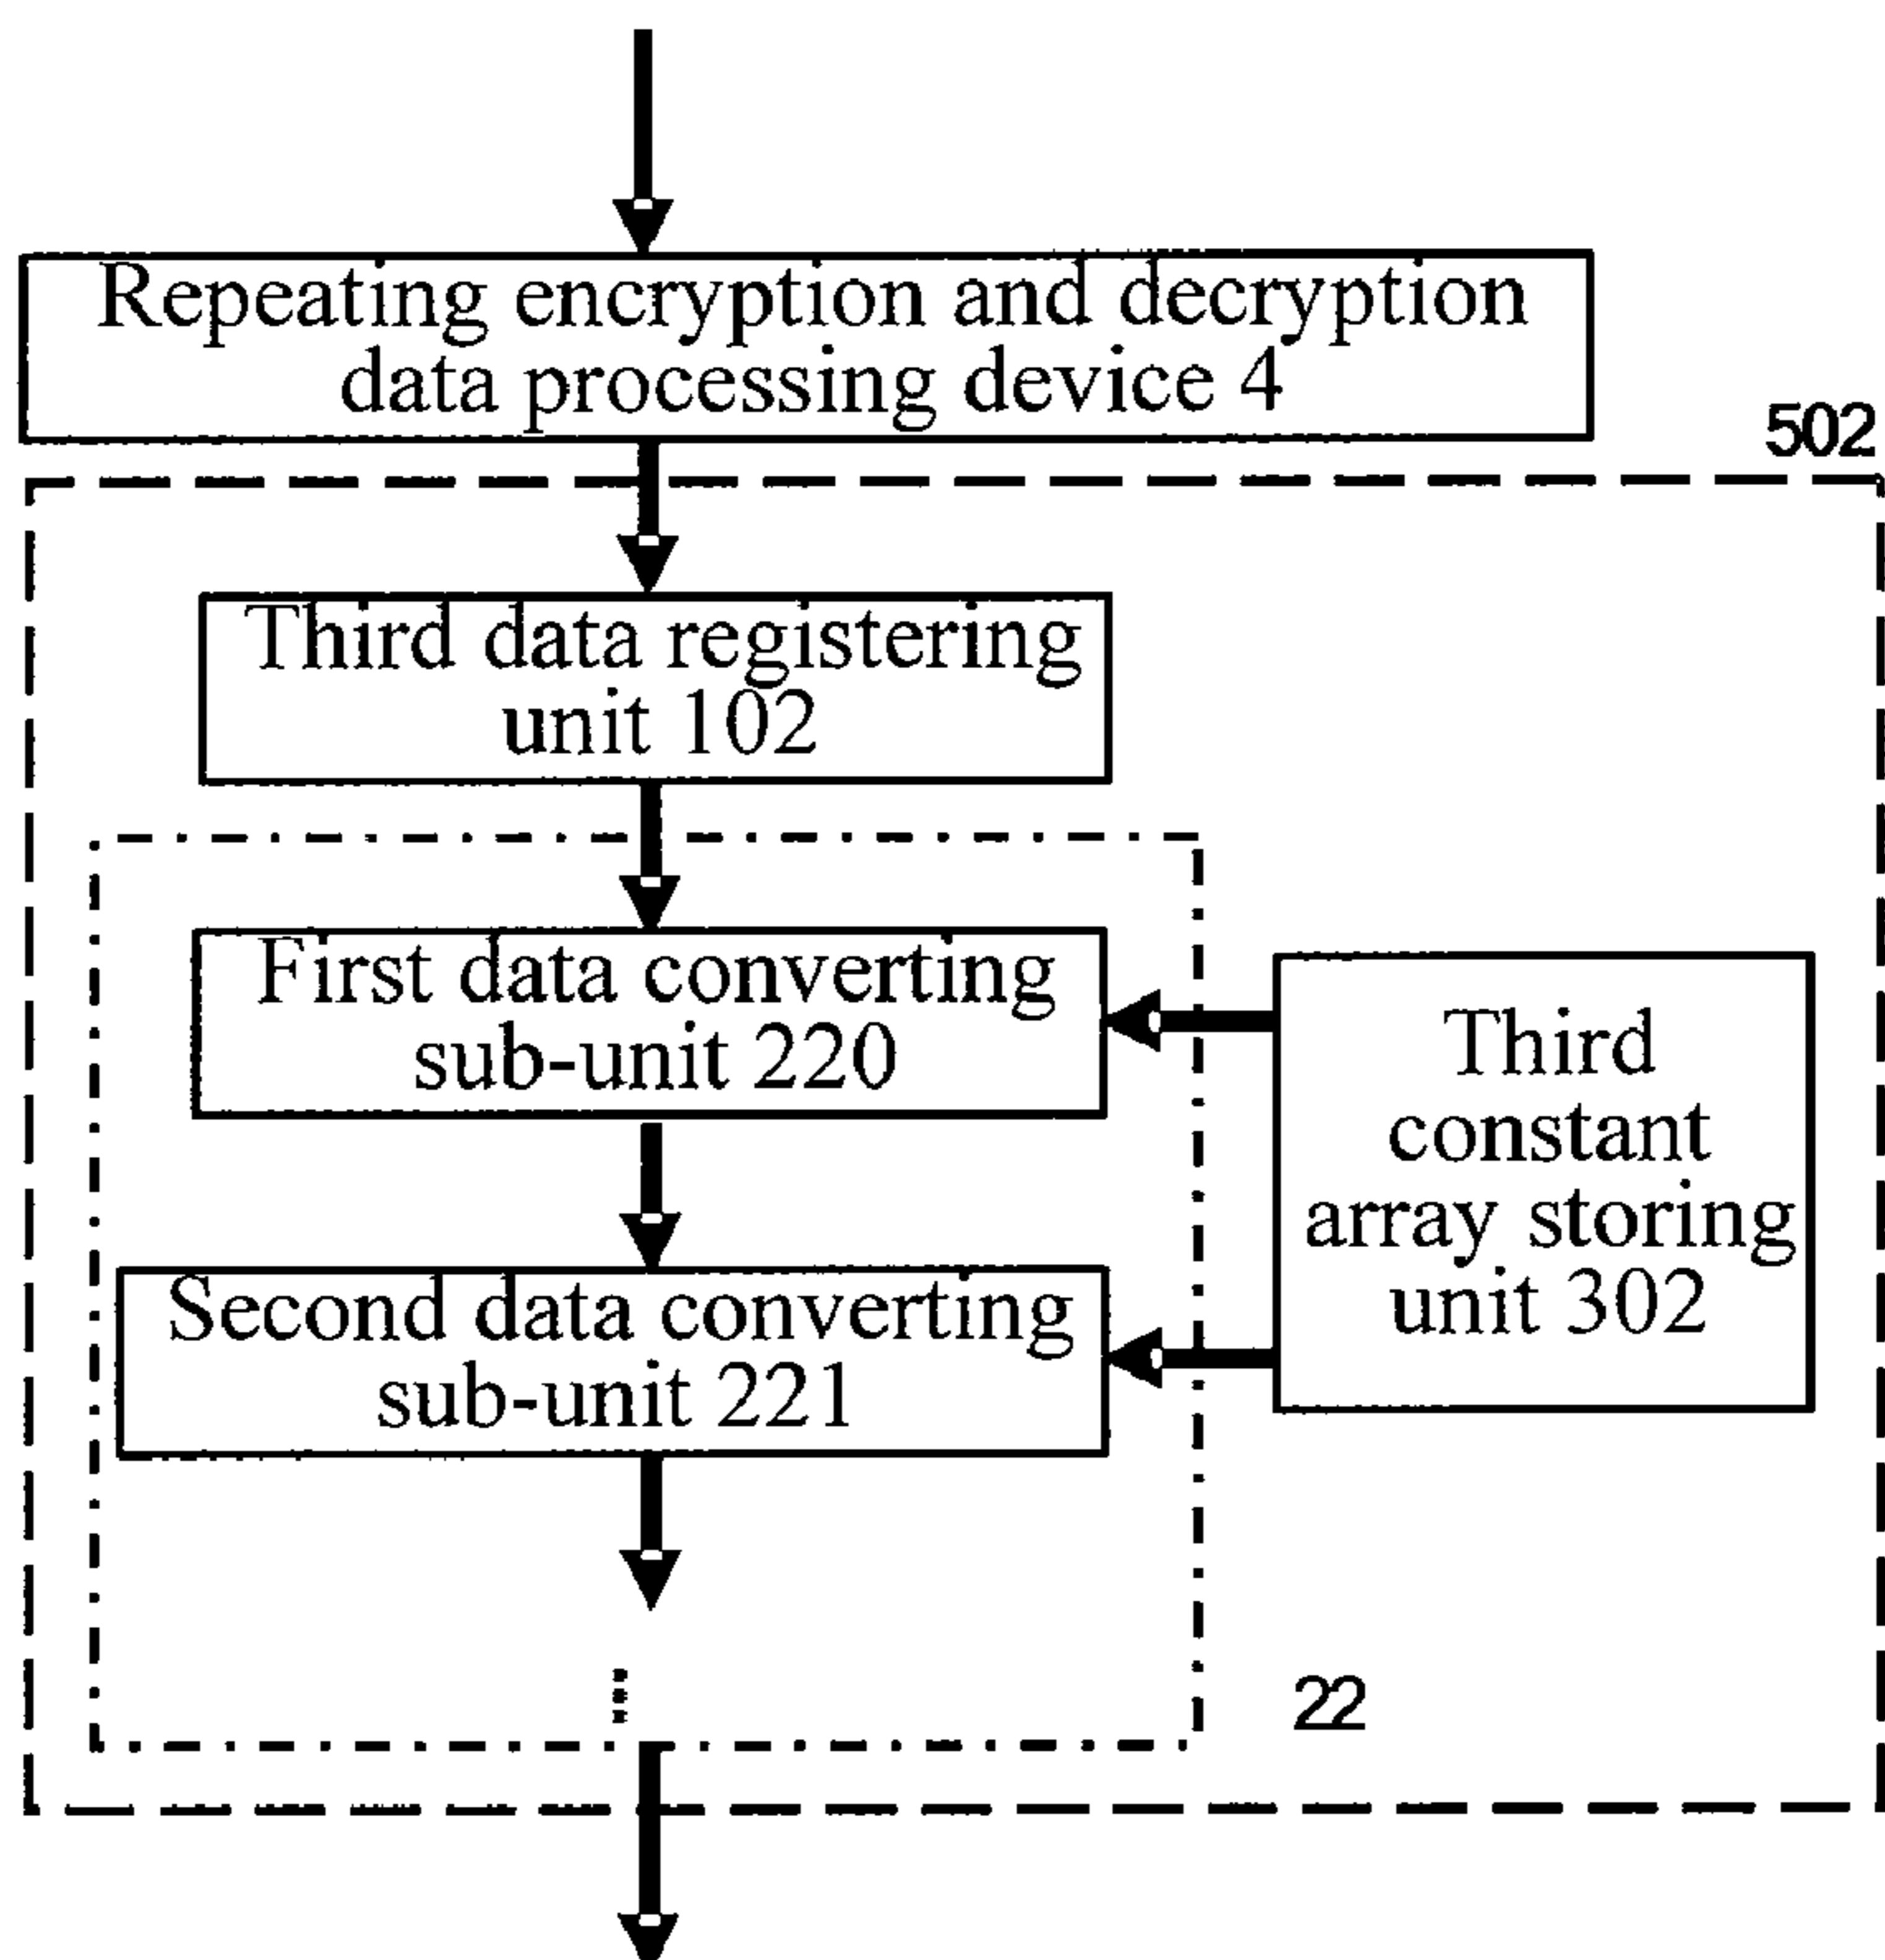 Repeating encryption and decryption
data processing device 4
502
Third data registering
unit 102
First data converting
sub-unit 220
Third
constant
array storing
unit 302
Second data converting
sub-unit 221
22